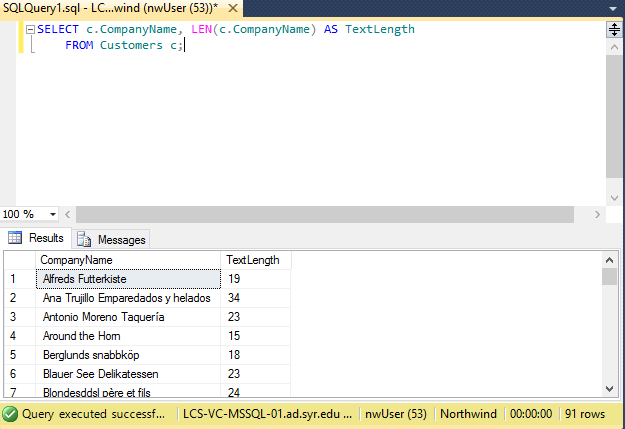 SQLQuery1.sql - LC...wind (nwUser (53))*
SELECT c.CompanyName, LEN(c.CompanyName) AS TextLength
FROM Customers c;
100 %
Results Messages
CompanyName TextLength
1 Alfreds Futterkiste 19
2 Ana Trujillo Emparedados y helados 34
3 Antonio Moreno Taquería 23
4 Around the Horn 15
5 Berglunds snabbköp 18
6 Blauer See Delikatessen 23
7 Blondesddsl père et fils 24
Query executed successf... LCS-VC-MSSQL-01.ad.syr.edu ... nwUser (53) Northwind 00:00:00 91 rows